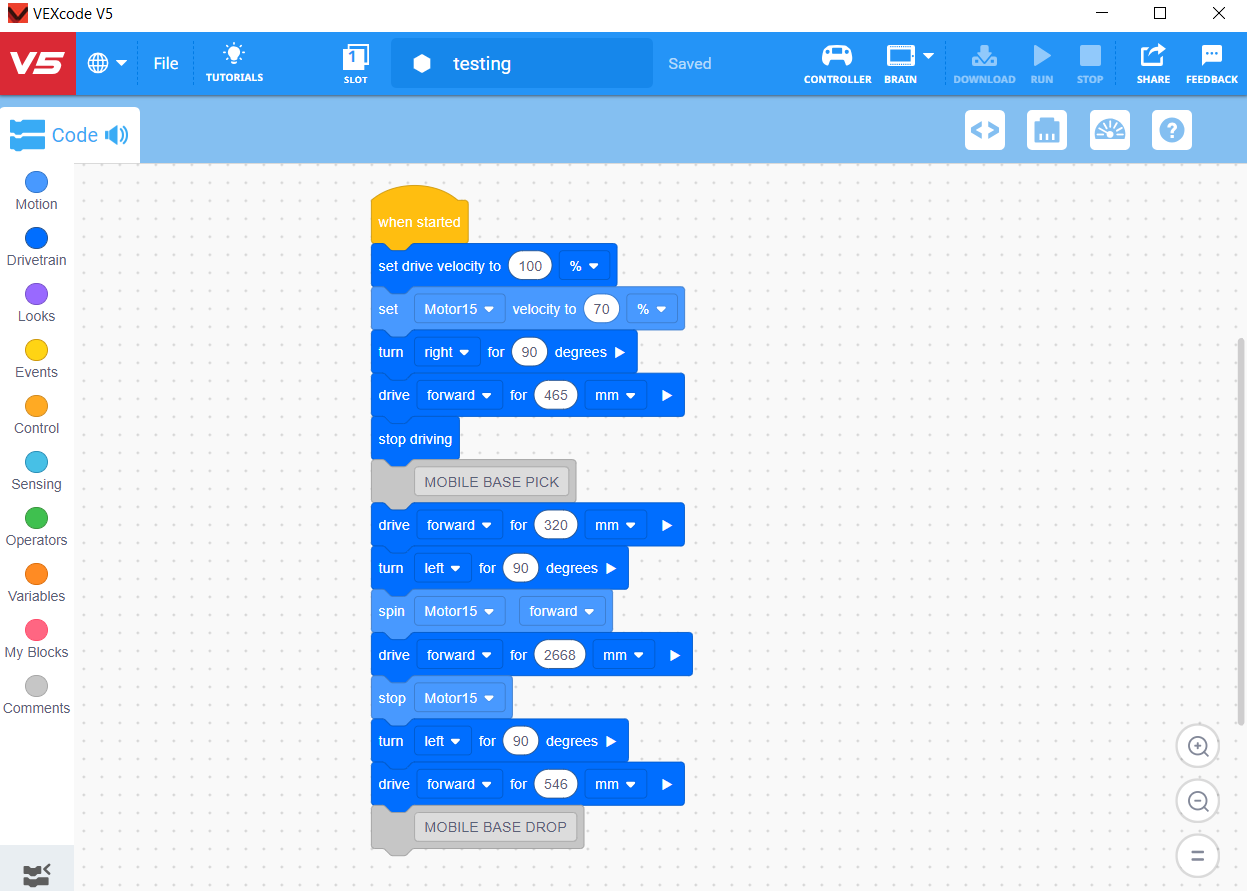 VEXcode V5
V5
File
TUTORIALS
1
SLOT
testing
Saved
CONTROLLER
BRAIN
DOWNLOAD
RUN
STOP
SHARE
FEEDBACK
Code
Motion
Drivetrain
Looks
Events
Control
Sensing
Operators
Variables
My Blocks
Comments
when started
set drive velocity to 100 %
set Motor15 velocity to 70 %
turn right for 90 degrees
drive forward for 465 mm
stop driving
MOBILE BASE PICK
drive forward for 320 mm
turn left for 90 degrees
spin Motor15 forward
drive forward for 2668 mm
stop Motor15
turn left for 90 degrees
drive forward for 546 mm
MOBILE BASE DROP